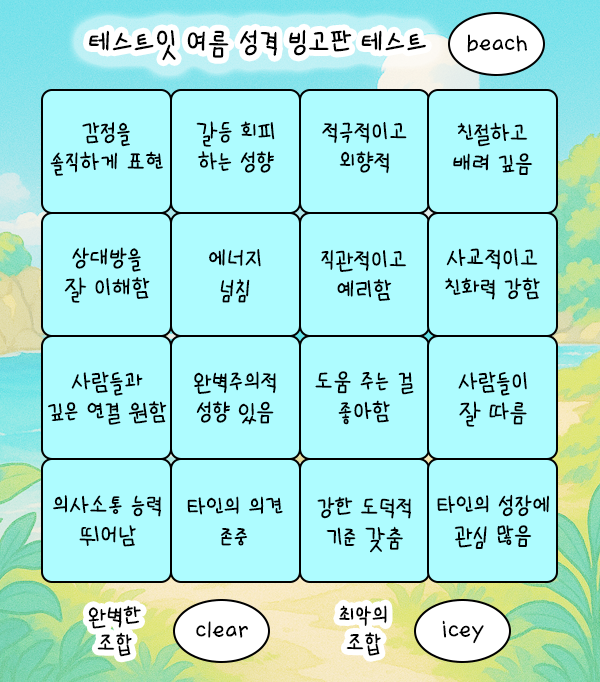 테스트잇 여름 성격 빙고판 테스트
beach
감정을
솔직하게 표현
갈등 회피
하는 성향
적극적이고
외향적
친절하고
배려 깊음
상대방을
잘 이해함
에너지
넘침
직관적이고
예리함
사교적이고
친화력 강함
사람들과
깊은 연결 원함
완벽주의적
성향 있음
도움 주는 걸
좋아함
사람들이
잘 따름
의사소통 능력
뛰어남
타인의 의견
존중
강한 도덕적
기준 갖춤
타인의 성장에
관심 많음
완벽한
조합
clear
최악의
조합
icey